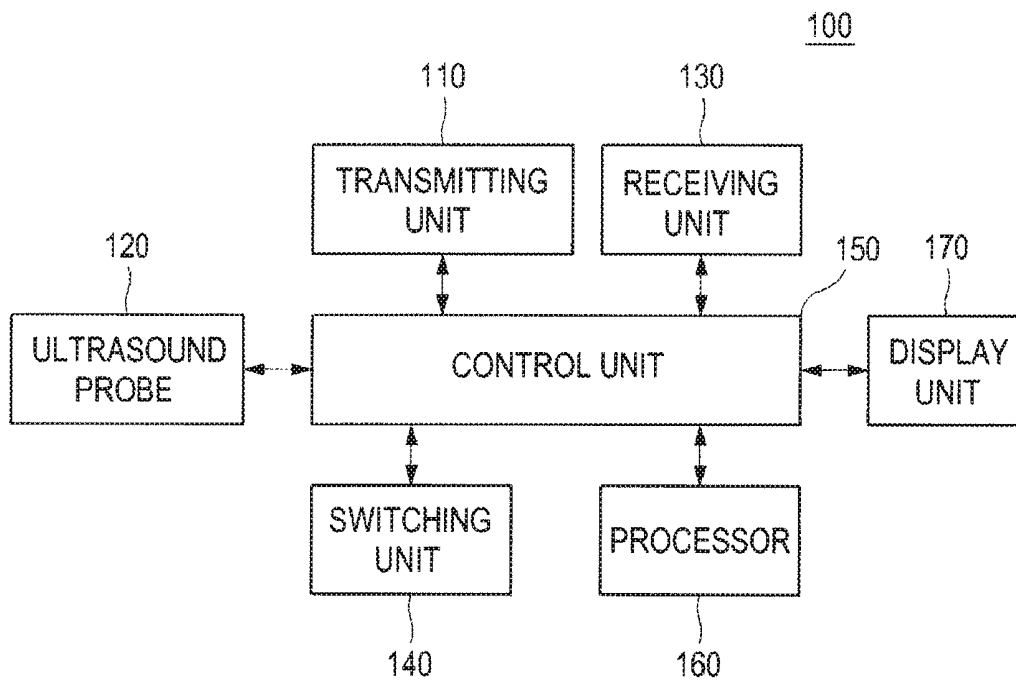 100
110
130
TRANSMITTING
UNIT
RECEIVING
UNIT
120
150
170
ULTRASOUND
PROBE
CONTROL UNIT
DISPLAY
UNIT
SWITCHING
UNIT
PROCESSOR
140
160